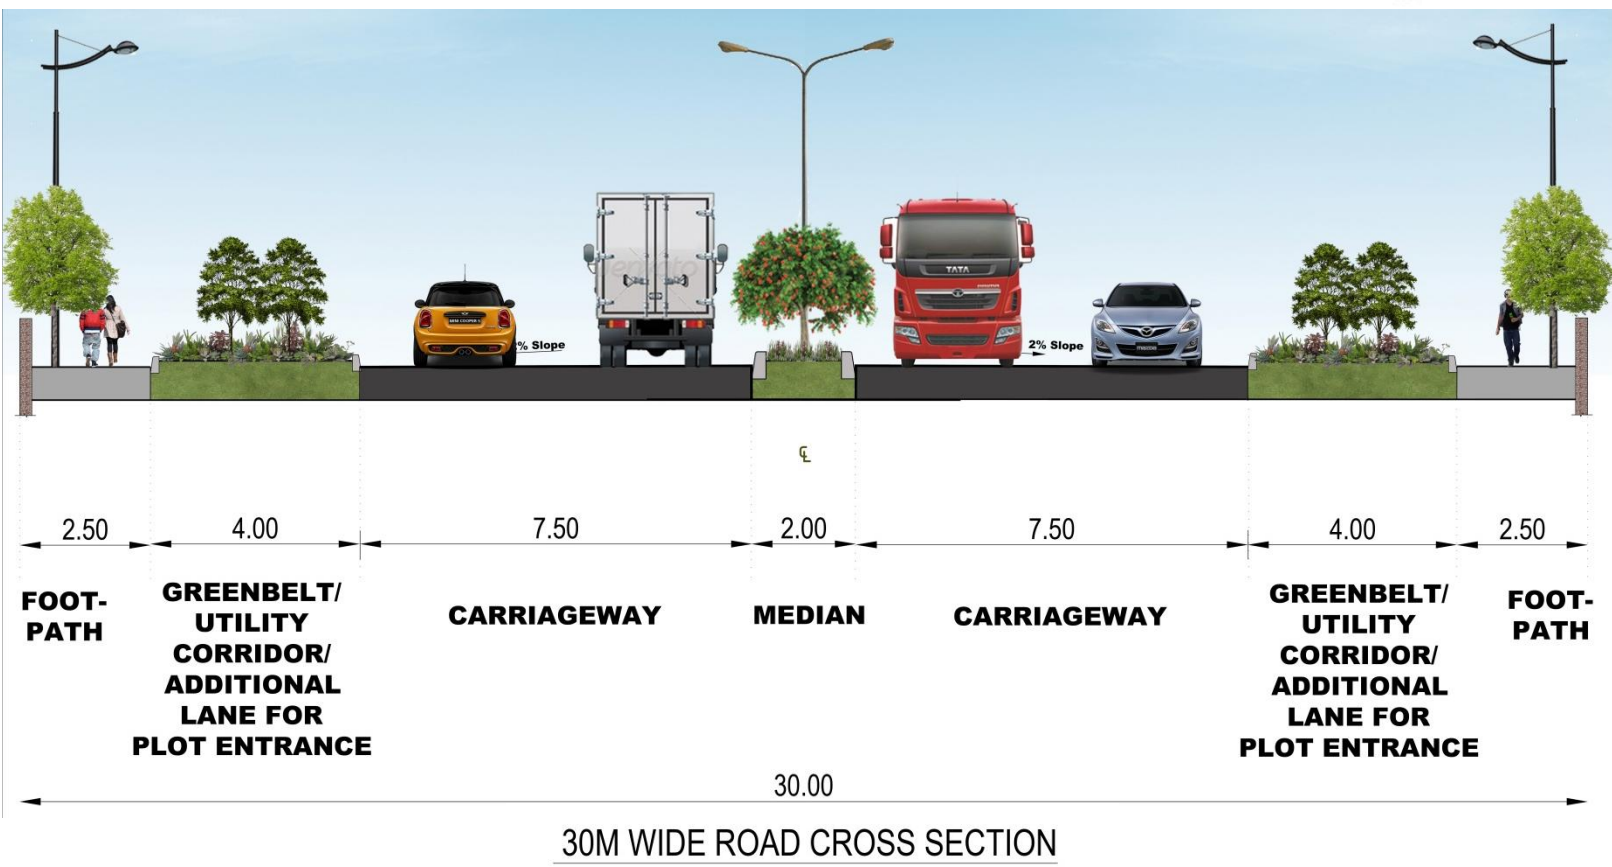 TATA
MINI COOPER S
% Slope
2% Slope
℄
2.50
4.00
7.50
2.00
7.50
4.00
2.50
FOOT-
PATH
GREENBELT/
UTILITY
CORRIDOR/
ADDITIONAL
LANE FOR
PLOT ENTRANCE
CARRIAGEWAY
MEDIAN
CARRIAGEWAY
GREENBELT/
UTILITY
CORRIDOR/
ADDITIONAL
LANE FOR
PLOT ENTRANCE
FOOT-
PATH
30.00
30M WIDE ROAD CROSS SECTION